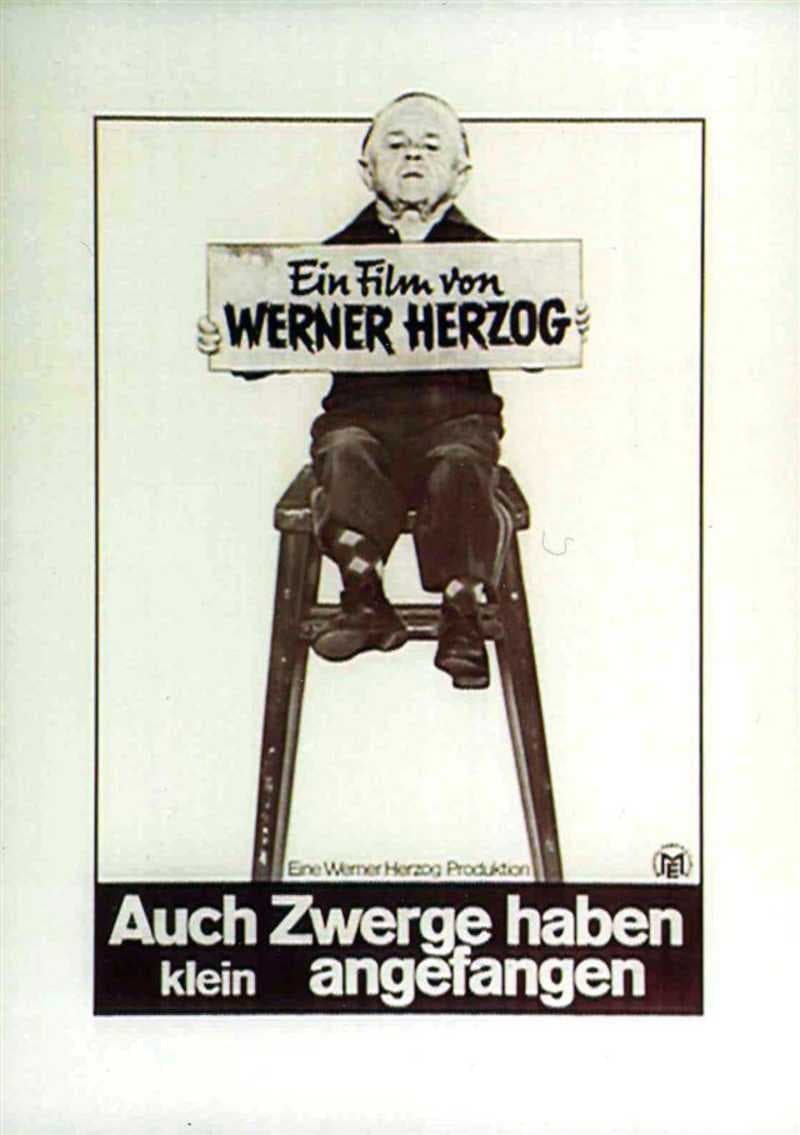 Ein Film von
WERNER HERZOG
Eine Werner Herzog Produktion
Auch Zwerge haben
klein angefangen